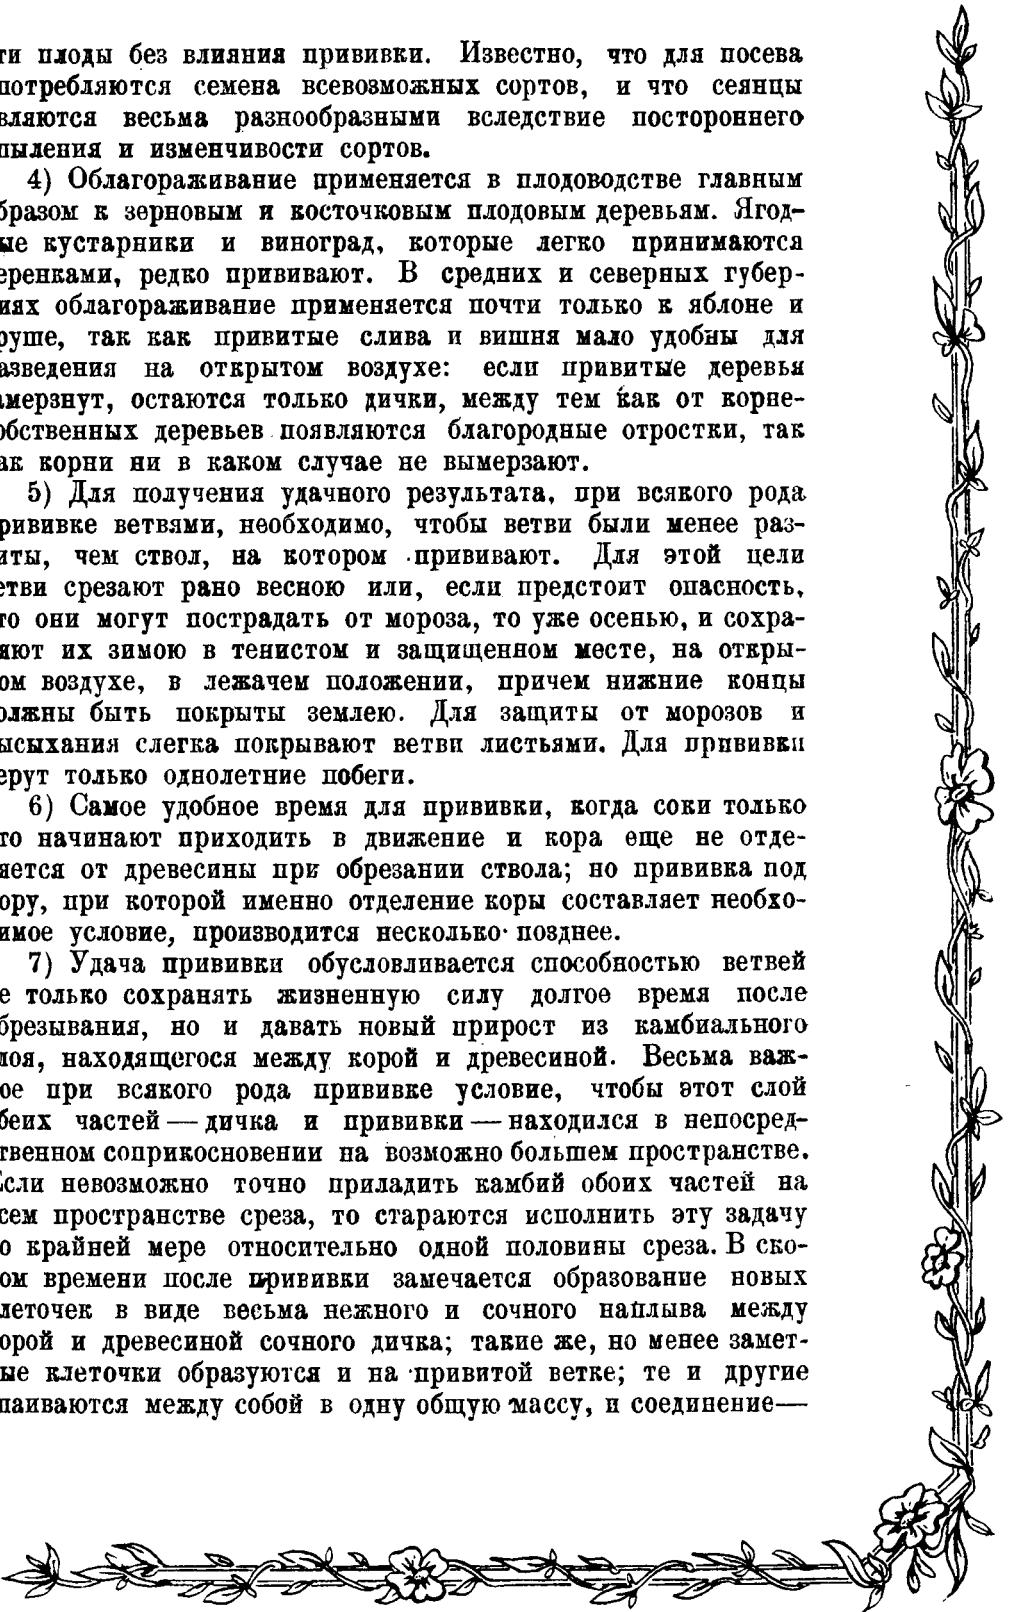 ти плоды без влияния прививки. Известно, что для посева
потребляются семена всевозможных сортов, и что сеянцы
вляются весьма разнообразными вследствие постороннего
пыления и изменчивости сортов.
4) Облагораживание применяется в плодоводстве главным
бразом к зерновым и косточковым плодовым деревьям. Ягод-
ые кустарники и виноград, которые легко принимаются
еренками, редко прививают. В средних и северных губер-
иях облагораживание применяется почти только к яблоне и
руше, так как привитые слива и вишня мало удобны для
азведения на открытом воздухе: если привитые деревья
амерзнут, остаются только дички, между тем как от корне-
обственных деревьев появляются благородные отростки, так
ак корни ни в каком случае не вымерзают.
5) Для получения удачного результата, при всякого рода
рививке ветвями, необходимо, чтобы ветви были менее раз-
иты, чем ствол, на котором прививают. Для этой цели
етви срезают рано весною или, если предстоит опасность,
то они могут пострадать от мороза, то уже осенью, и сохра-
яют их зимою в тенистом и защищенном месте, на откры-
ом воздухе, в лежачем положении, причем нижние концы
олжны быть покрыты землею. Для защиты от морозов и
ысыхания слегка покрывают ветви листьями. Для прививки
ерут только однолетние побеги.
6) Самое удобное время для прививки, когда соки только
то начинают приходить в движение и кора еще не отде-
яется от древесины при обрезании ствола; но прививка под
ору, при которой именно отделение коры составляет необхо-
имое условие, производится несколько позднее.
7) Удача прививки обусловливается способностью ветвей
е только сохранять жизненную силу долгое время после
брезывания, но и давать новый прирост из камбиального
лоя, находящегося между корой и древесиной. Весьма важ-
ое при всякого рода прививке условие, чтобы этот слой
беих частей — дичка и прививки — находился в непосред-
твенном соприкосновении на возможно большем пространстве.
Если невозможно точно приладить камбий обоих частей на
сем пространстве среза, то стараются исполнить эту задачу
о крайней мере относительно одной половины среза. В ско-
ом времени после прививки замечается образование новых
леточек в виде весьма нежного и сочного наплыва между
орой и древесиной сочного дичка; такие же, но менее замет-
ые клеточки образуются и на привитой ветке; те и другие
паиваются между собой в одну общую массу, и соединение—